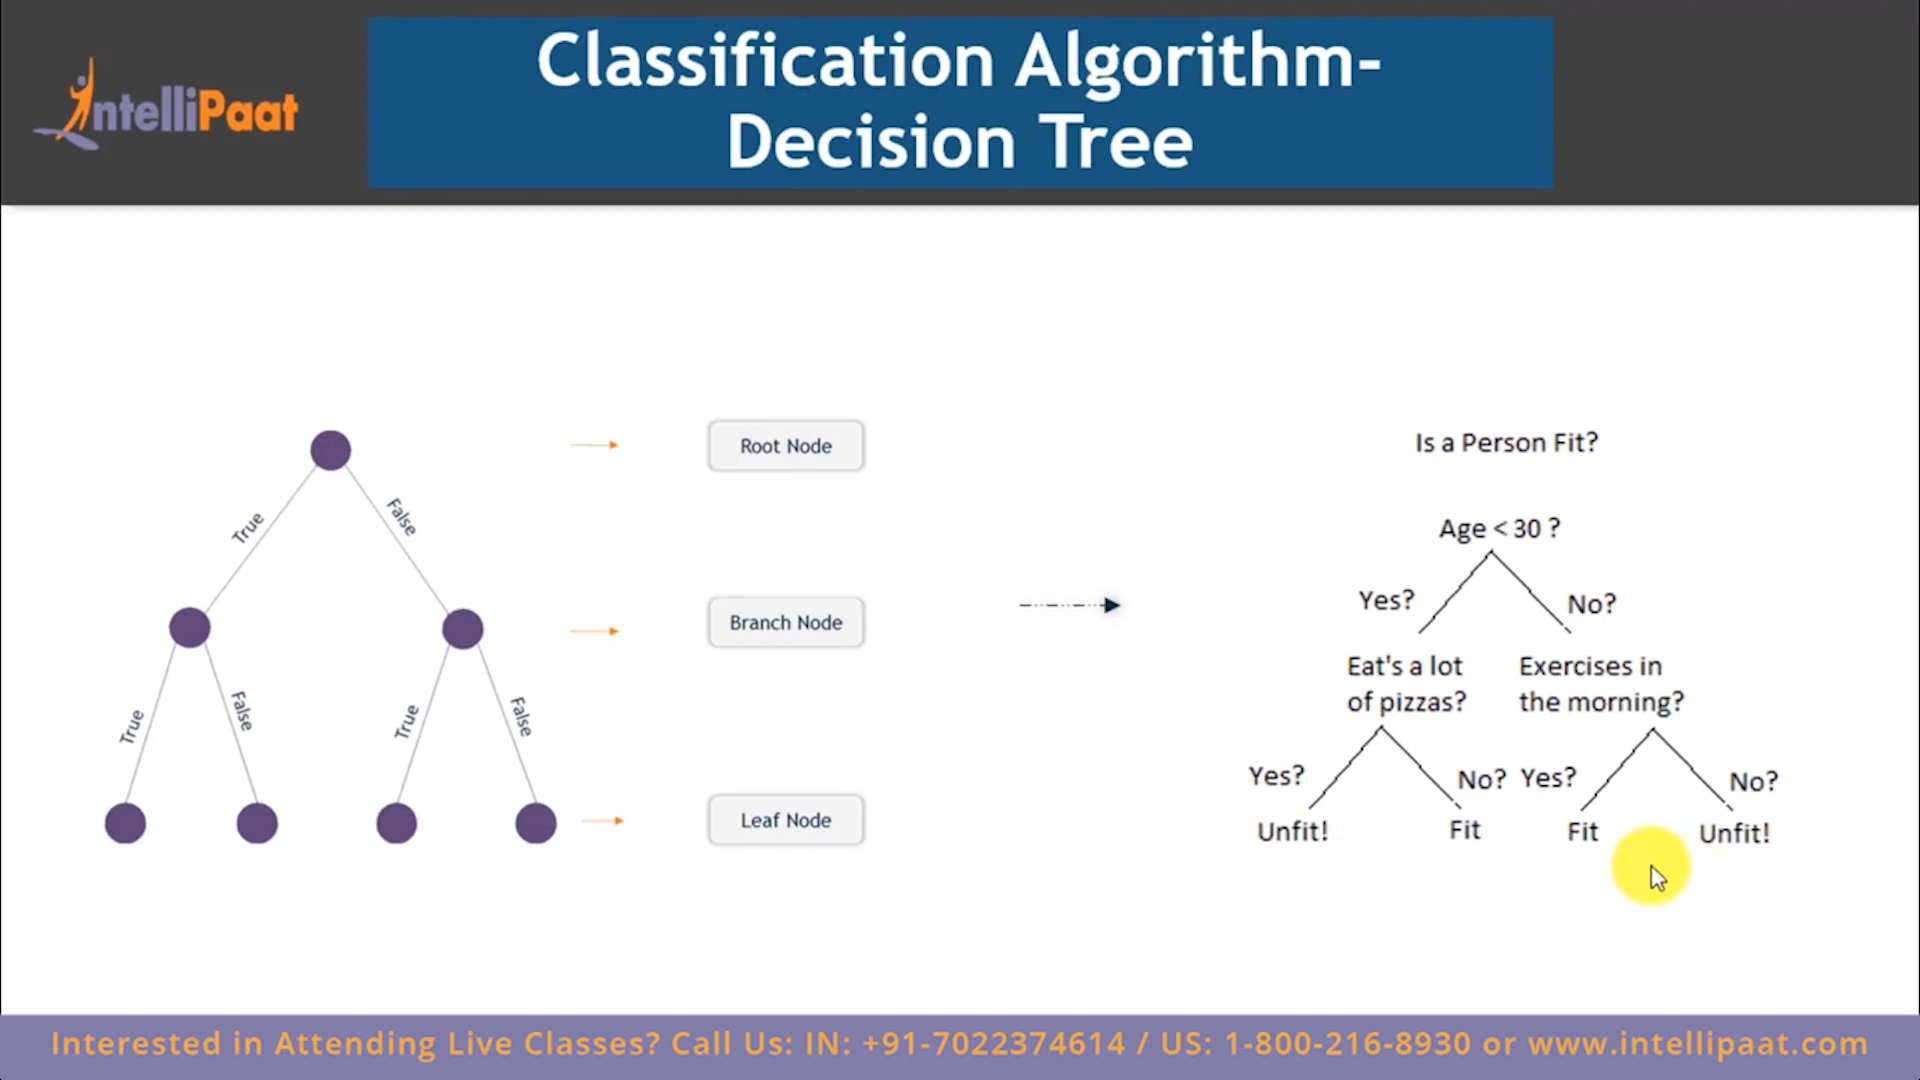 IntelliPaat
Classification Algorithm-
Decision Tree
True
False
True
False
True
False
Root Node
Branch Node
Leaf Node
Is a Person Fit?
Age < 30 ?
Yes?
No?
Eat's a lot
of pizzas?
Exercises in
the morning?
Yes?
No?
Yes?
No?
Unfit!
Fit
Fit
Unfit!
Interested in Attending Live Classes? Call Us: IN: +91-7022374614 / US: 1-800-216-8930 or www.intellipaat.com